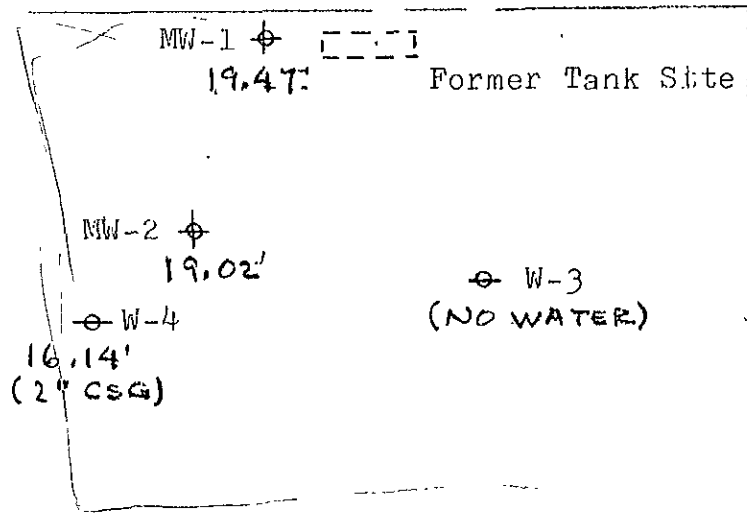 MW-1
19.47'
Former Tank Site
MW-2
19.02'
W-3
(NO WATER)
W-4
16.14'
(2" CSG)